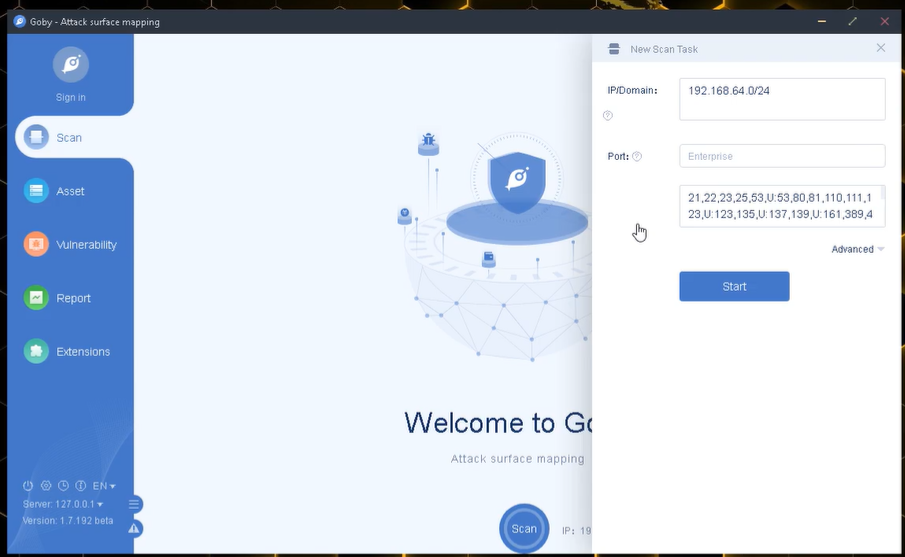 Goby - Attack surface mapping
Sign in
Scan
Asset
Vulnerability
Report
Extensions
EN
Server: 127.0.0.1
Version: 1.7.192 beta
Welcome to Go
Attack surface mapping
Scan
IP: 19
New Scan Task
IP/Domain:
192.168.64.0/24
Port:
Enterprise
21,22,23,25,53,U:53,80,81,110,111,1
23,U:123,135,U:137,139,U:161,389,4
Advanced
Start